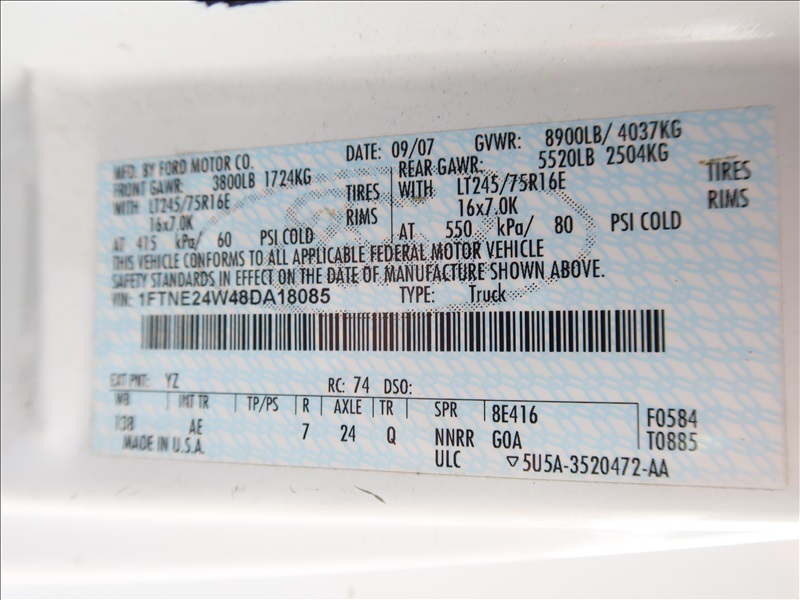 MFD. BY FORD MOTOR CO. DATE: 09/07 GVWR: 8900LB/ 4037KG
FRONT GAWR: 3800LB 1724KG REAR GAWR: 5520LB 2504KG
WITH LT245/75R16E TIRES WITH LT245/75R16E TIRES
16x7.0K RIMS 16x7.0K RIMS
AT 415 kPa/ 60 PSI COLD AT 550 kPa/ 80 PSI COLD
THIS VEHICLE CONFORMS TO ALL APPLICABLE FEDERAL MOTOR VEHICLE
SAFETY STANDARDS IN EFFECT ON THE DATE OF MANUFACTURE SHOWN ABOVE.
VIN: 1FTNE24W48DA18085 TYPE: Truck
EXT PNT: YZ RC: 74 DSO:
WB INT TR TP/PS R AXLE TR SPR 8E416 F0584
138 AE 7 24 Q NNRR G0A T0885
MADE IN U.S.A. ULC ▽5U5A-3520472-AA